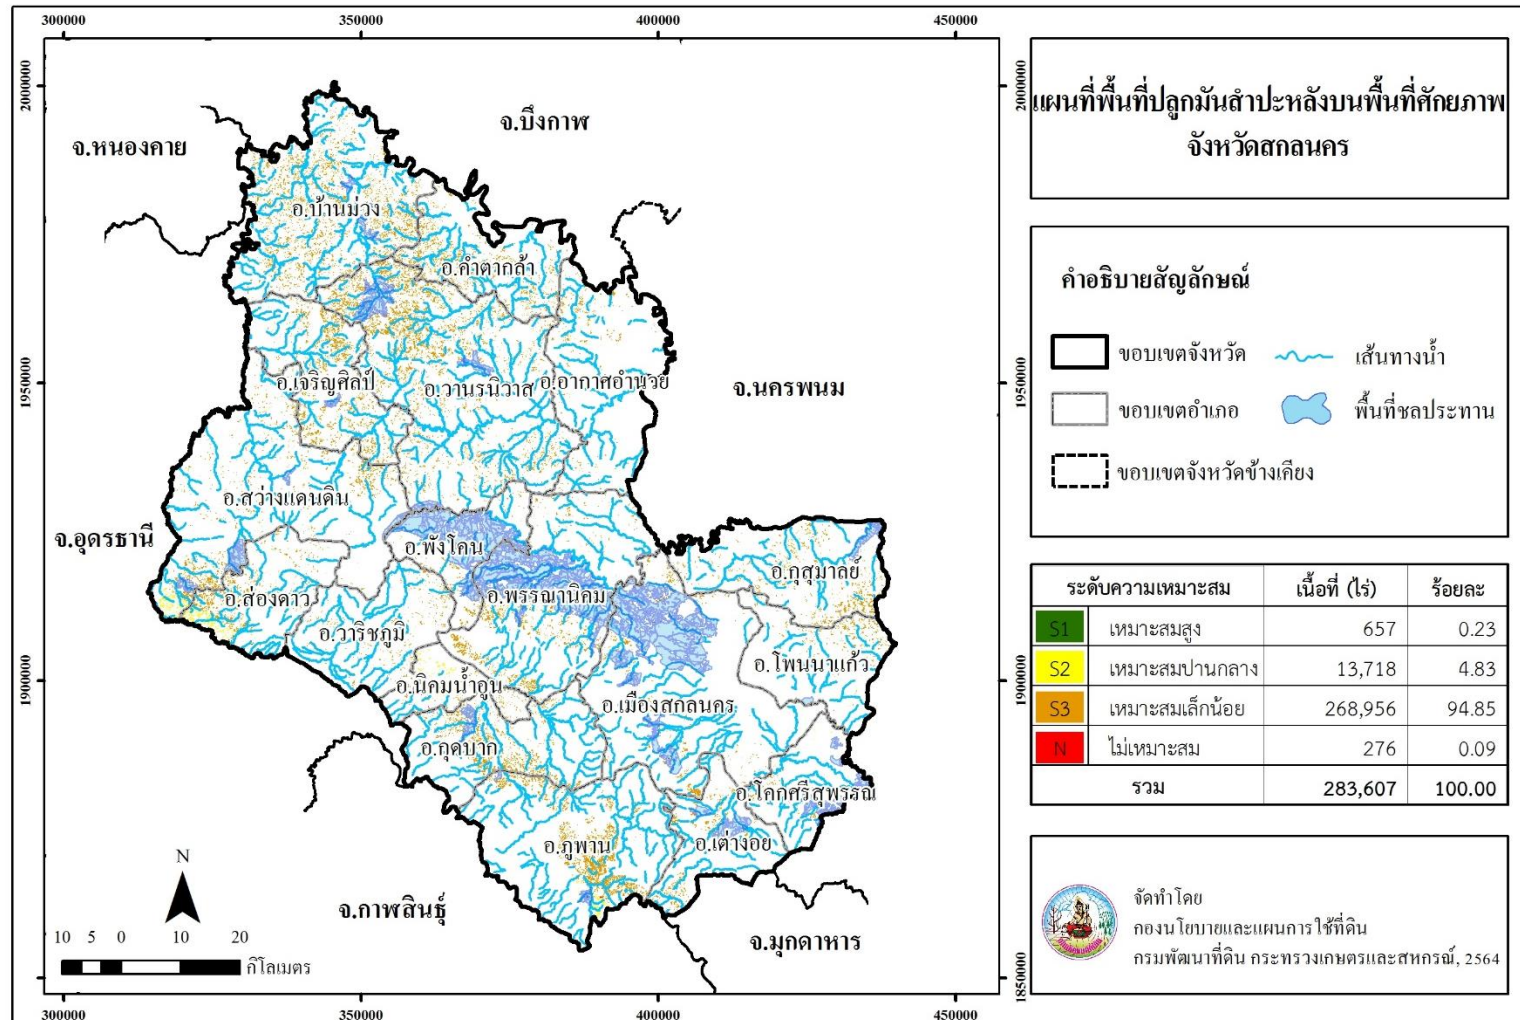 300000 350000 400000 450000
2000000
1950000
1900000
1850000
2000000
1950000
1900000
จ.บึงกาฬ
จ.หนองคาย
อ.บ้านม่วง
อ.คำตากล้า
อ.เจริญศิลป์
อ.วานรนิวาส
อ.อากาศอำนวย
จ.นครพนม
อ.สว่างแดนดิน
จ.อุดรธานี
อ.พังโคน
อ.กุสุมาลย์
อ.ส่องดาว
อ.พรรณานิคม
อ.วาริชภูมิ
อ.โพนนาแก้ว
อ.นิคมน้ำอูน
อ.เมืองสกลนคร
อ.กุดบาก
อ.โคกศรีสุพรรณ
อ.ภูพาน
อ.เต่างอย
จ.กาฬสินธุ์
จ.มุกดาหาร
N
10 5 0 10 20
กิโลเมตร
300000 350000 400000 450000
แผนที่พื้นที่ปลูกมันสำปะหลังบนพื้นที่ศักยภาพ
จังหวัดสกลนคร
คำอธิบายสัญลักษณ์
ขอบเขตจังหวัด เส้นทางน้ำ
ขอบเขตอำเภอ พื้นที่ชลประทาน
ขอบเขตจังหวัดข้างเคียง
ระดับความเหมาะสม เนื้อที่ (ไร่) ร้อยละ
S1 เหมาะสมสูง 657 0.23
S2 เหมาะสมปานกลาง 13,718 4.83
S3 เหมาะสมเล็กน้อย 268,956 94.85
N ไม่เหมาะสม 276 0.09
รวม 283,607 100.00
จัดทำโดย
กองนโยบายและแผนการใช้ที่ดิน
กรมพัฒนาที่ดิน กระทรวงเกษตรและสหกรณ์, 2564